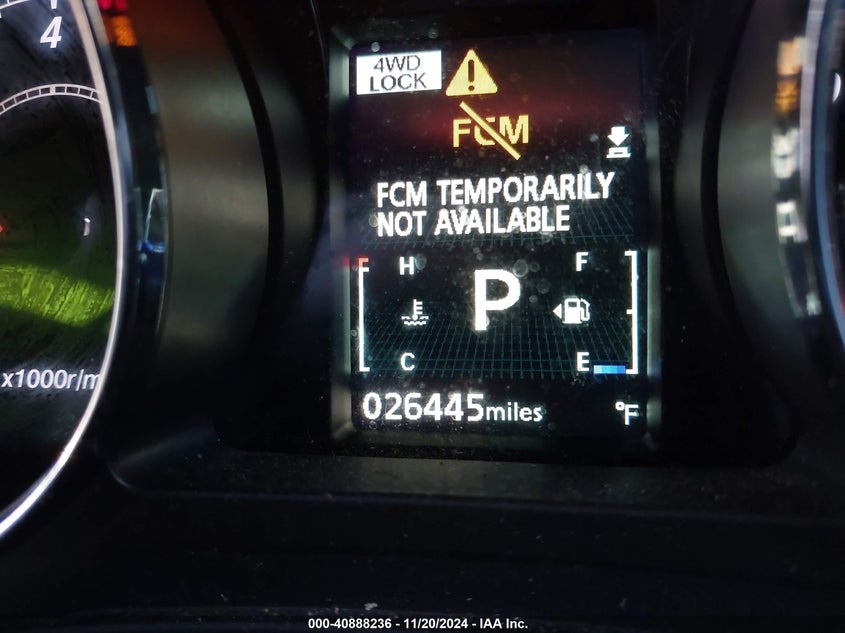 4
4WD
LOCK
FCM
FCM TEMPORARILY
NOT AVAILABLE
H F
P
C E
x1000r/m
026445miles °F
000-40888236 - 11/20/2024 - IAA Inc.